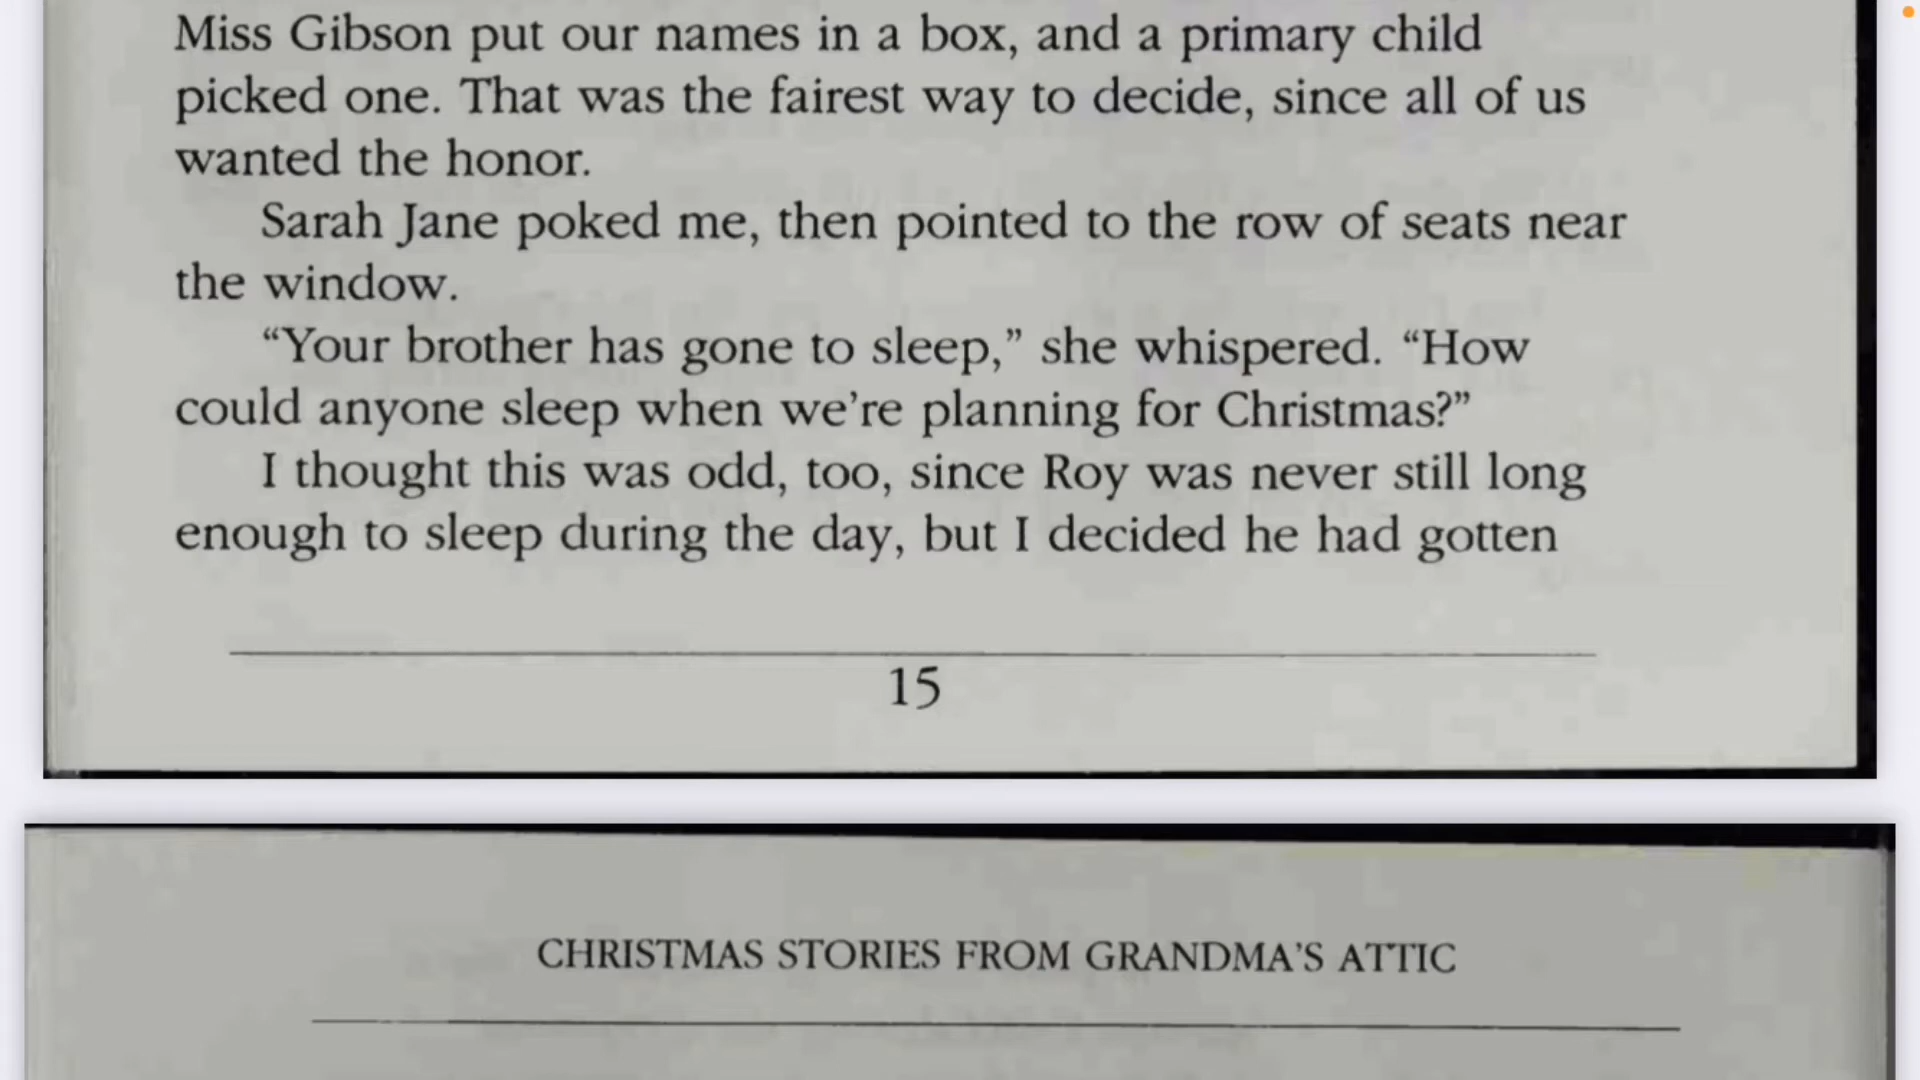 Miss Gibson put our names in a box, and a primary child
picked one. That was the fairest way to decide, since all of us
wanted the honor.
Sarah Jane poked me, then pointed to the row of seats near
the window.
“Your brother has gone to sleep,” she whispered. “How
could anyone sleep when we’re planning for Christmas?”
I thought this was odd, too, since Roy was never still long
enough to sleep during the day, but I decided he had gotten
15
CHRISTMAS STORIES FROM GRANDMA’S ATTIC